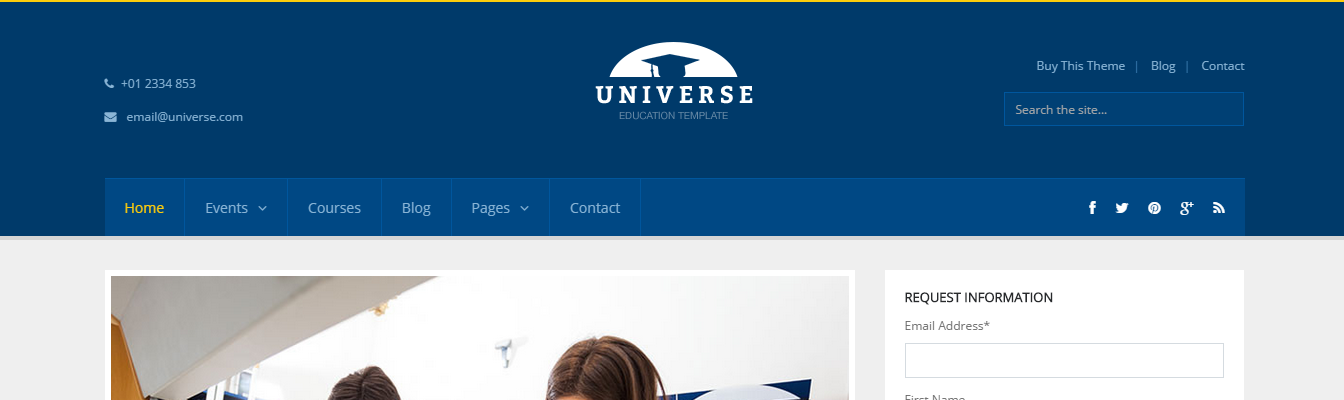 +01 2334 853
email@universe.com
UNIVERSE
EDUCATION TEMPLATE
Buy This Theme | Blog | Contact
Search the site...
Home Events Courses Blog Pages Contact
REQUEST INFORMATION
Email Address*
First Name